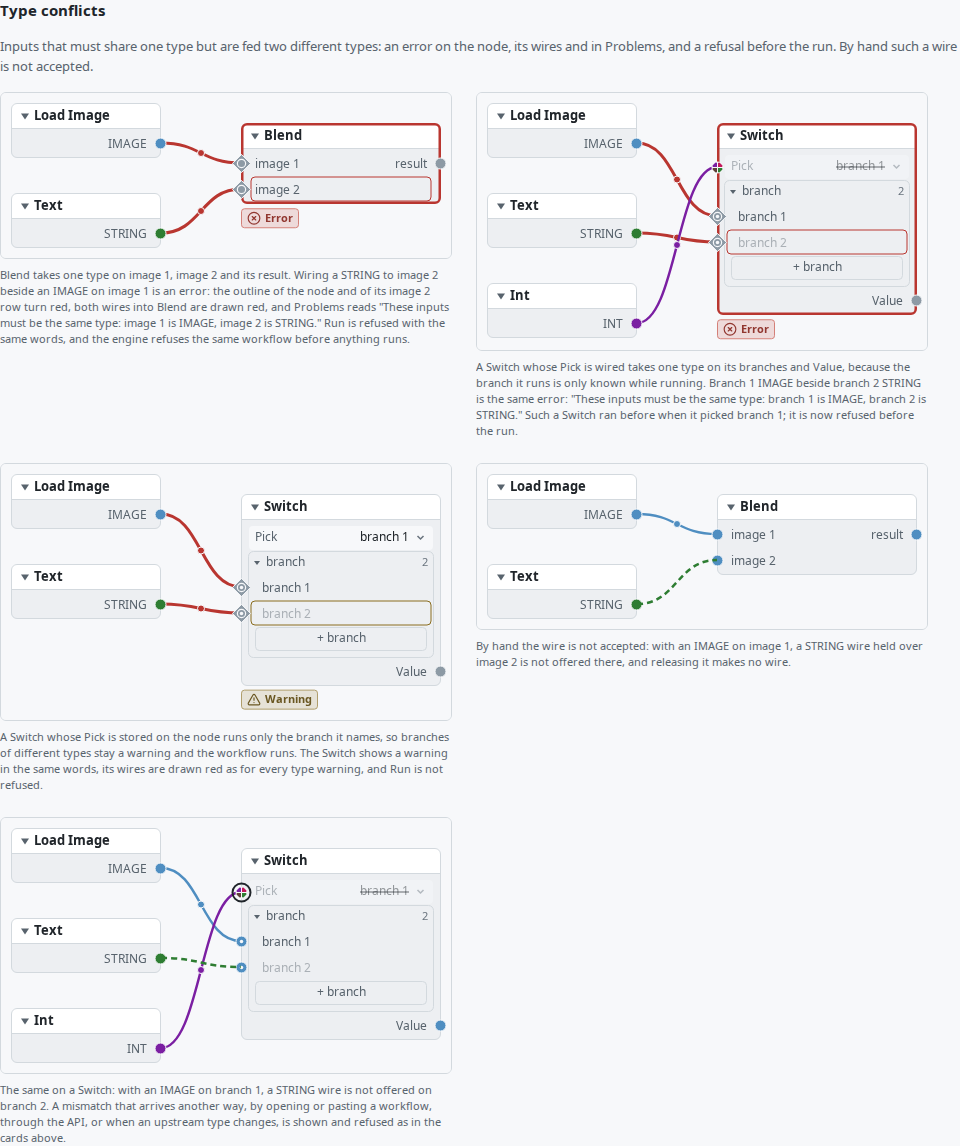 Type conflicts
Inputs that must share one type but are fed two different types: an error on the node, its wires and in Problems, and a refusal before the run. By hand such a wire
is not accepted.
Load Image
IMAGE
Text
STRING
Blend
image 1
result
image 2
Error
Blend takes one type on image 1, image 2 and its result. Wiring a STRING to image 2
beside an IMAGE on image 1 is an error: the outline of the node and of its image 2
row turn red, both wires into Blend are drawn red, and Problems reads "These inputs
must be the same type: image 1 is IMAGE, image 2 is STRING." Run is refused with the
same words, and the engine refuses the same workflow before anything runs.
Load Image
IMAGE
Text
STRING
Int
INT
Switch
Pick
branch 1
branch
2
branch 1
branch 2
+ branch
Value
Error
A Switch whose Pick is wired takes one type on its branches and Value, because the
branch it runs is only known while running. Branch 1 IMAGE beside branch 2 STRING
is the same error: "These inputs must be the same type: branch 1 is IMAGE, branch 2 is
STRING." Such a Switch ran before when it picked branch 1; it is now refused before
the run.
Load Image
IMAGE
Text
STRING
Switch
Pick
branch 1
branch
2
branch 1
branch 2
+ branch
Value
Warning
A Switch whose Pick is stored on the node runs only the branch it names, so branches
of different types stay a warning and the workflow runs. The Switch shows a warning
in the same words, its wires are drawn red as for every type warning, and Run is not
refused.
Load Image
IMAGE
Text
STRING
Blend
image 1
result
image 2
By hand the wire is not accepted: with an IMAGE on image 1, a STRING wire held over
image 2 is not offered there, and releasing it makes no wire.
Load Image
IMAGE
Text
STRING
Int
INT
Switch
Pick
branch 1
branch
2
branch 1
branch 2
+ branch
Value
The same on a Switch: with an IMAGE on branch 1, a STRING wire is not offered on
branch 2. A mismatch that arrives another way, by opening or pasting a workflow,
through the API, or when an upstream type changes, is shown and refused as in the
cards above.